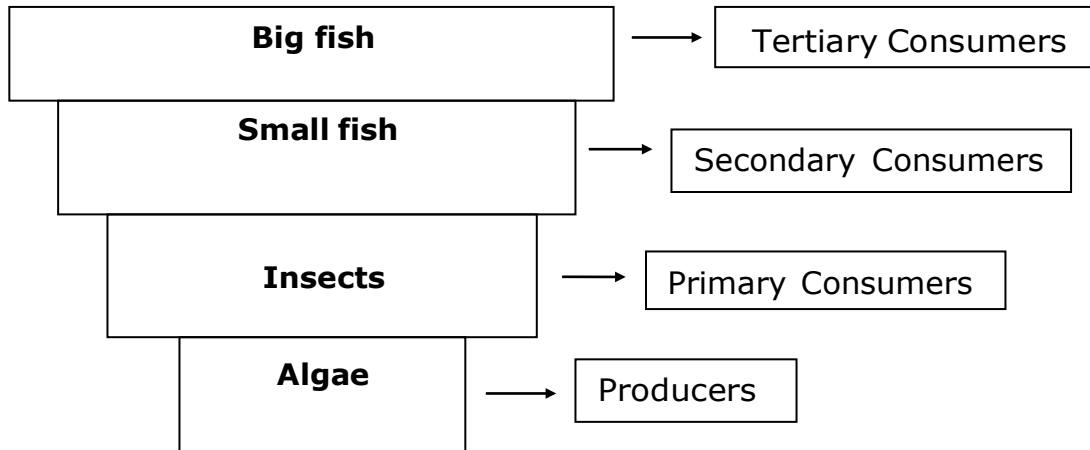 Big fish
Tertiary Consumers
Small fish
Secondary Consumers
Insects
Primary Consumers
Algae
Producers